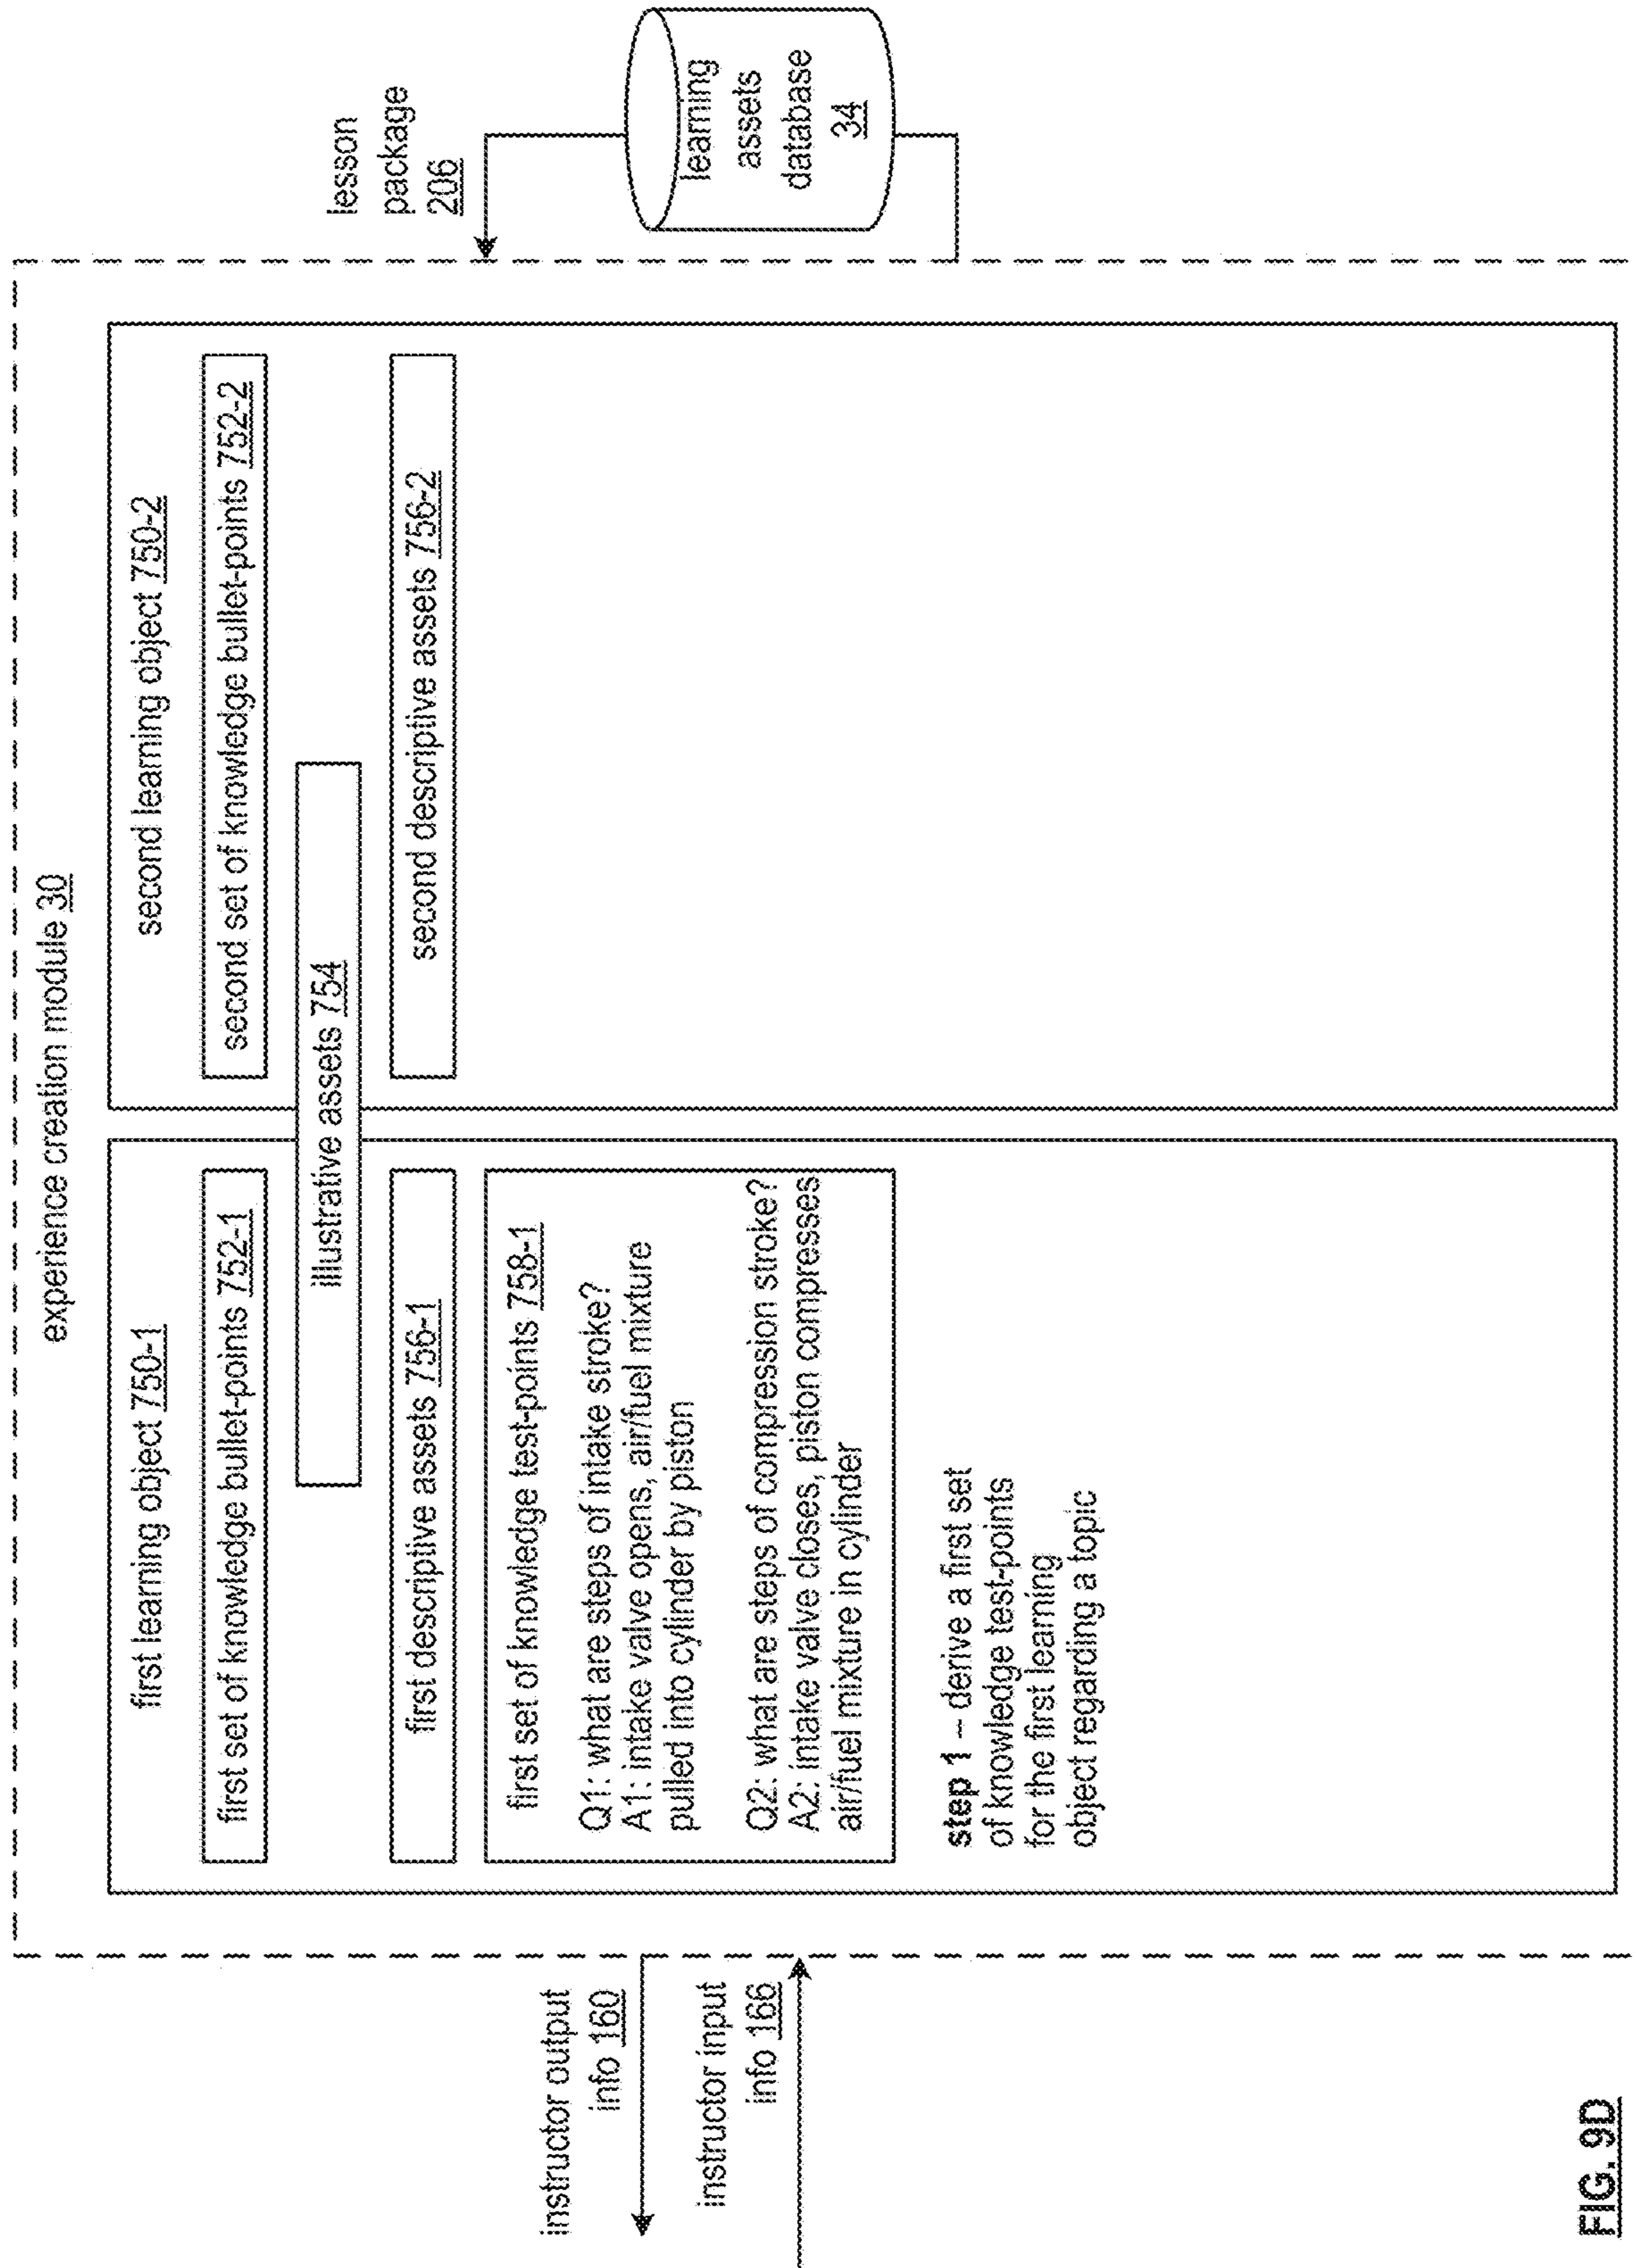 experience creation module 30
first learning object 750-1
first set of knowledge bullet-points 752-1
illustrative assets 754
first descriptive assets 756-1
first set of knowledge test-points 758-1
Q1: what are steps of intake stroke?
A1: intake valve opens, air/fuel mixture
pulled into cylinder by piston
Q2: what are steps of compression stroke?
A2: intake valve closes, piston compresses
air/fuel mixture in cylinder
step 1 -- derive a first set
of knowledge test-points
for the first learning
object regarding a topic
second learning object 750-2
second set of knowledge bullet-points 752-2
second descriptive assets 756-2
lesson
package
206
learning
assets
database
34
instructor output
info 160
instructor input
info 166
FIG. 9D